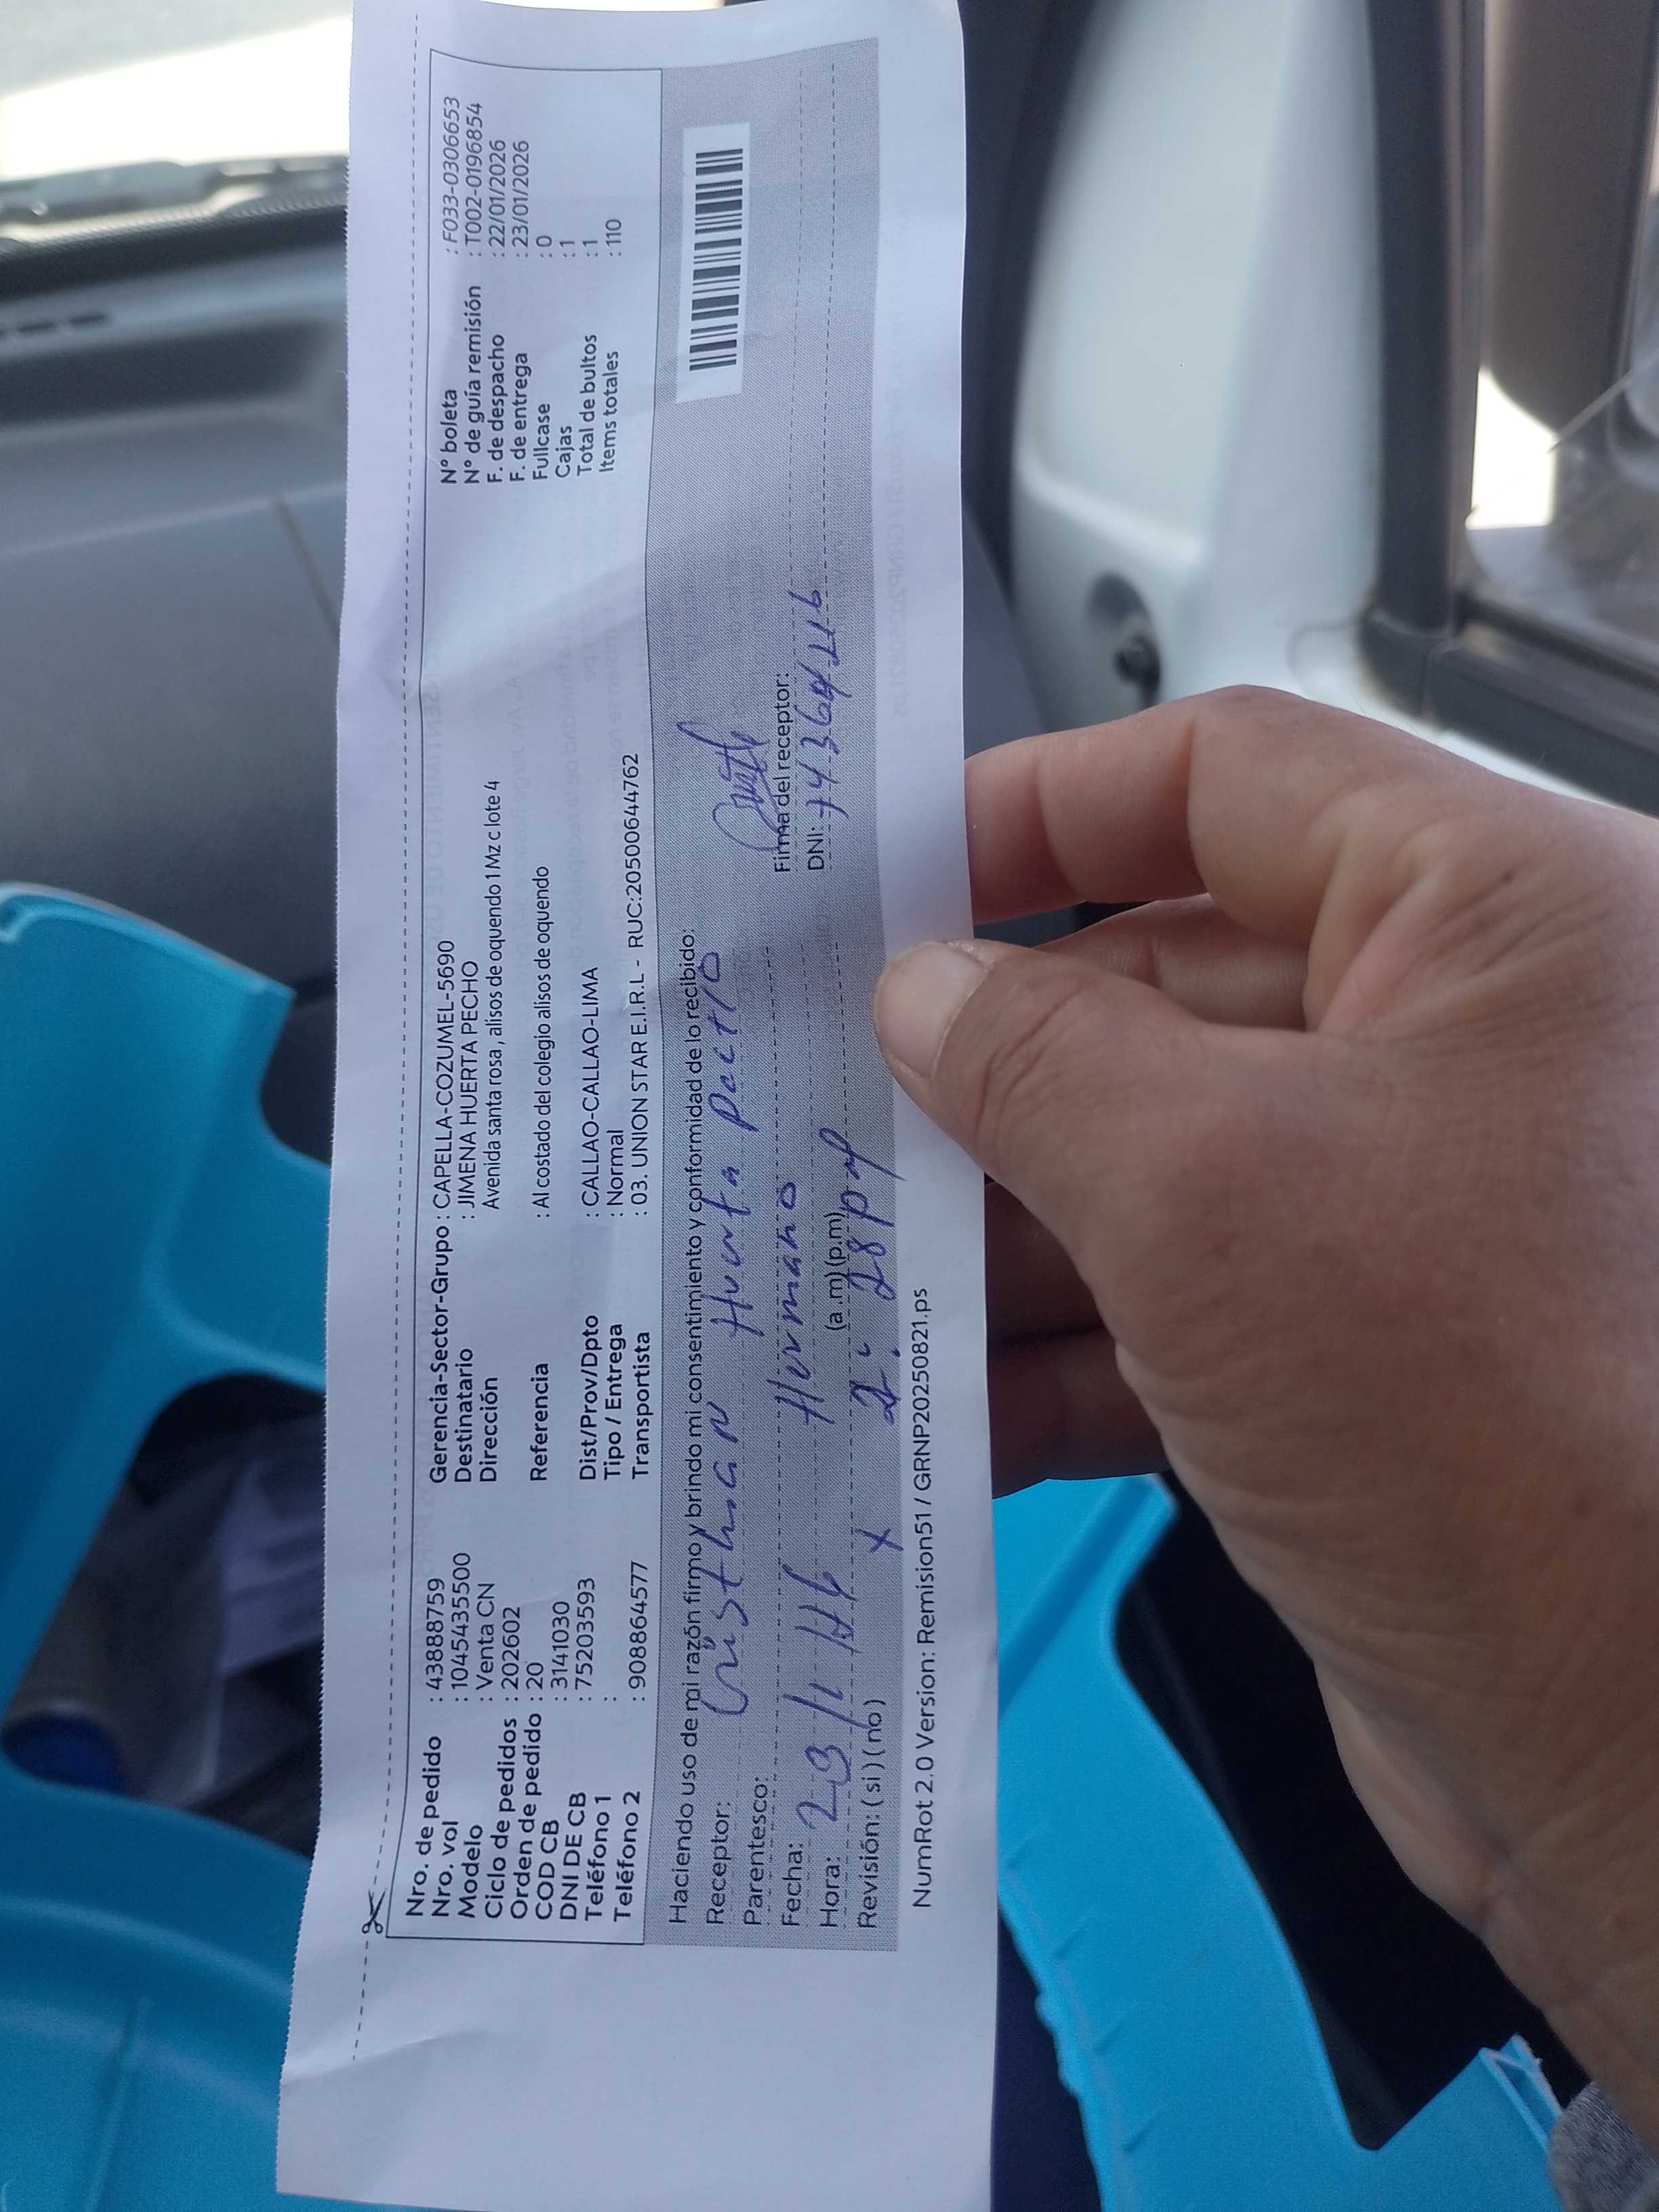 Nro. de pedido : 43888759
Nro. vol : 10454435500
Modelo : Venta CN
Ciclo de pedidos : 202602
Orden de pedido : 20
COD CB : 3141030
DNI DE CB : 75203593
Teléfono 1 :
Teléfono 2 : 908864577
Gerencia-Sector-Grupo : CAPELLA-COZUMEL-5690
Destinatario : JIMENA HUERTA PECHO
Dirección Avenida santa rosa , alisos de oquendo 1 Mz c lote 4
Referencia : Al costado del colegio alisos de oquendo
Dist/Prov/Dpto : CALLAO-CALLAO-LIMA
Tipo / Entrega : Normal
Transportista : 03. UNION STAR E.I.R.L - RUC:20500644762
N° boleta : F033-0306653
N° de guía remisión : T002-0196854
F. de despacho : 22/01/2026
F. de entrega : 23/01/2026
Fullcase : 0
Cajas : 1
Total de bultos : 1
Items totales : 110
Haciendo uso de mi razón firmo y brindo mi consentimiento y conformidad de lo recibido:
Receptor: Cristhian Huerta
Parentesco: Hermano
Fecha: 23/1/
Hora: 2:28 pm (a.m) (p.m)
Revisión: ( si ) ( no ) x
Firma del receptor:
DNI:
NumRot 2.0 Version: Remision51 / GRNP20250821.ps